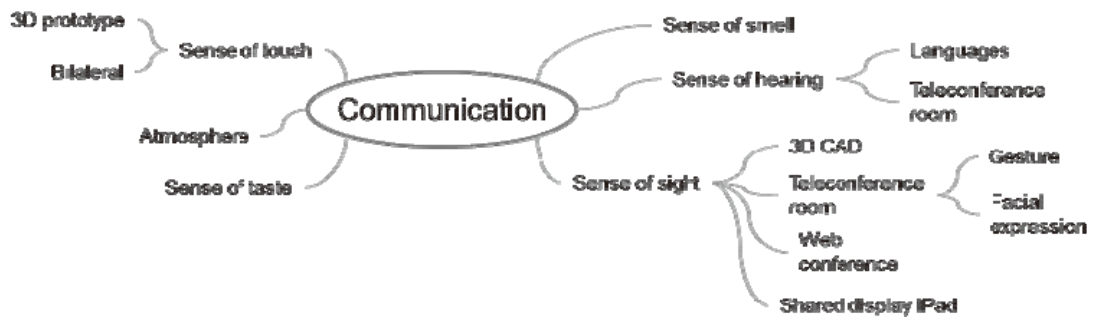 3D prototype
Bilateral
Sense of touch
Atmosphere
Sense of taste
Communication
Sense of smell
Sense of hearing
Languages
Teleconference
room
Sense of sight
3D CAD
Teleconference
room
Gesture
Facial
expression
Web
conference
Shared display iPad